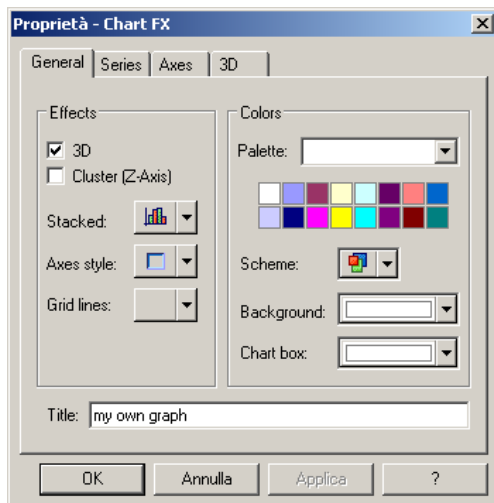 Proprietà - Chart FX
General Series Axes 3D
Effects
3D
Cluster (Z-Axis)
Stacked:
Axes style:
Grid lines:
Colors
Palette:
Scheme:
Background:
Chart box:
Title: my own graph
OK Annulla Applica ?